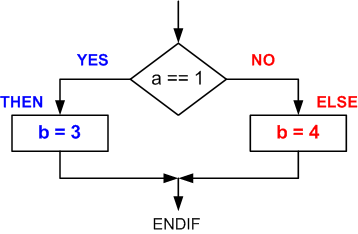 YES
NO
a == 1
THEN
ELSE
b = 3
b = 4
ENDIF